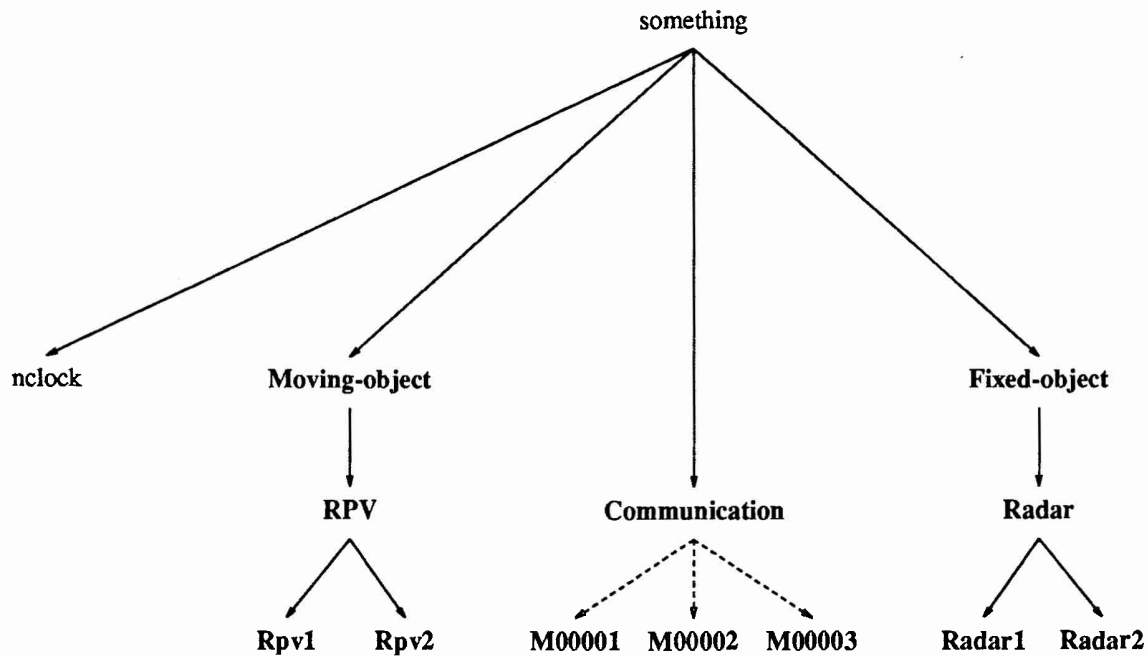 something
nclock
Moving-object
Fixed-object
RPV
Communication
Radar
Rpv1
Rpv2
M00001
M00002
M00003
Radar1
Radar2